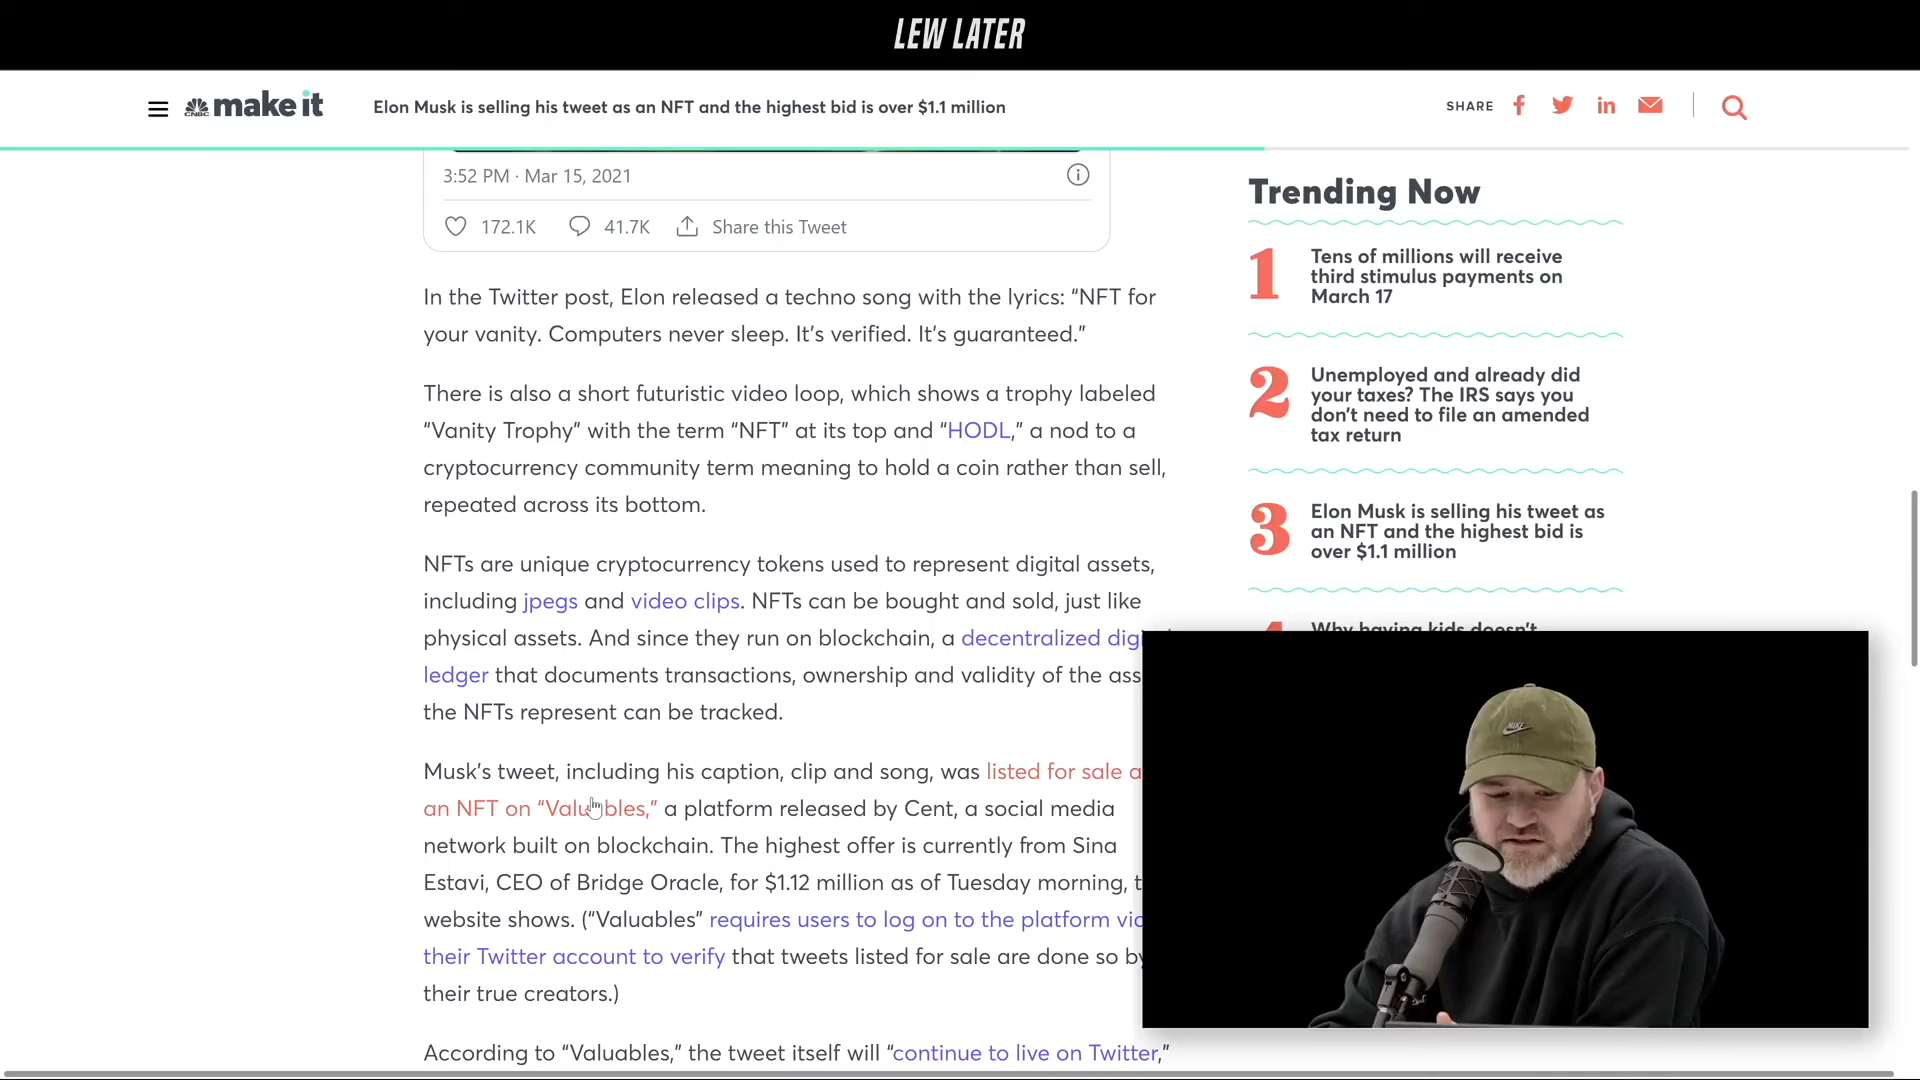 LEW LATER
CNBC make it
Elon Musk is selling his tweet as an NFT and the highest bid is over $1.1 million
SHARE
3:52 PM · Mar 15, 2021
172.1K 41.7K Share this Tweet
In the Twitter post, Elon released a techno song with the lyrics: “NFT for
your vanity. Computers never sleep. It’s verified. It’s guaranteed.”
There is also a short futuristic video loop, which shows a trophy labeled
“Vanity Trophy” with the term “NFT” at its top and “HODL,” a nod to a
cryptocurrency community term meaning to hold a coin rather than sell,
repeated across its bottom.
NFTs are unique cryptocurrency tokens used to represent digital assets,
including jpegs and video clips. NFTs can be bought and sold, just like
physical assets. And since they run on blockchain, a decentralized
ledger that documents transactions, ownership and validity of the
the NFTs represent can be tracked.
Musk’s tweet, including his caption, clip and song, was listed for sale
an NFT on “Valuables,” a platform released by Cent, a social media
network built on blockchain. The highest offer is currently from Sina
Estavi, CEO of Bridge Oracle, for $1.12 million as of Tuesday morning,
website shows. (“Valuables” requires users to log on to the platform via
their Twitter account to verify that tweets listed for sale are done so by
their true creators.)
According to “Valuables,” the tweet itself will “continue to live on Twitter,”
Trending Now
1 Tens of millions will receive
third stimulus payments on
March 17
2 Unemployed and already did
your taxes? The IRS says you
don’t need to file an amended
tax return
3 Elon Musk is selling his tweet as
an NFT and the highest bid is
over $1.1 million
Why having kids doesn’t
NIKE